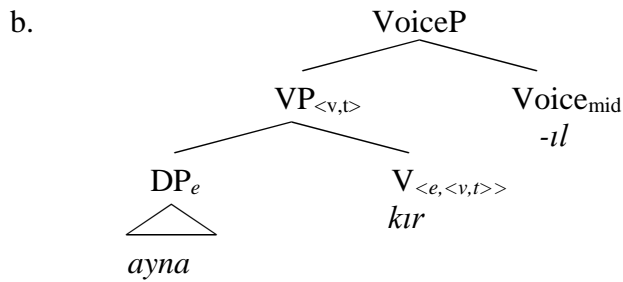 b. VoiceP
VP<v,t> Voicemid
-ıl
DPe V<e,<v,t>>
kır
ayna